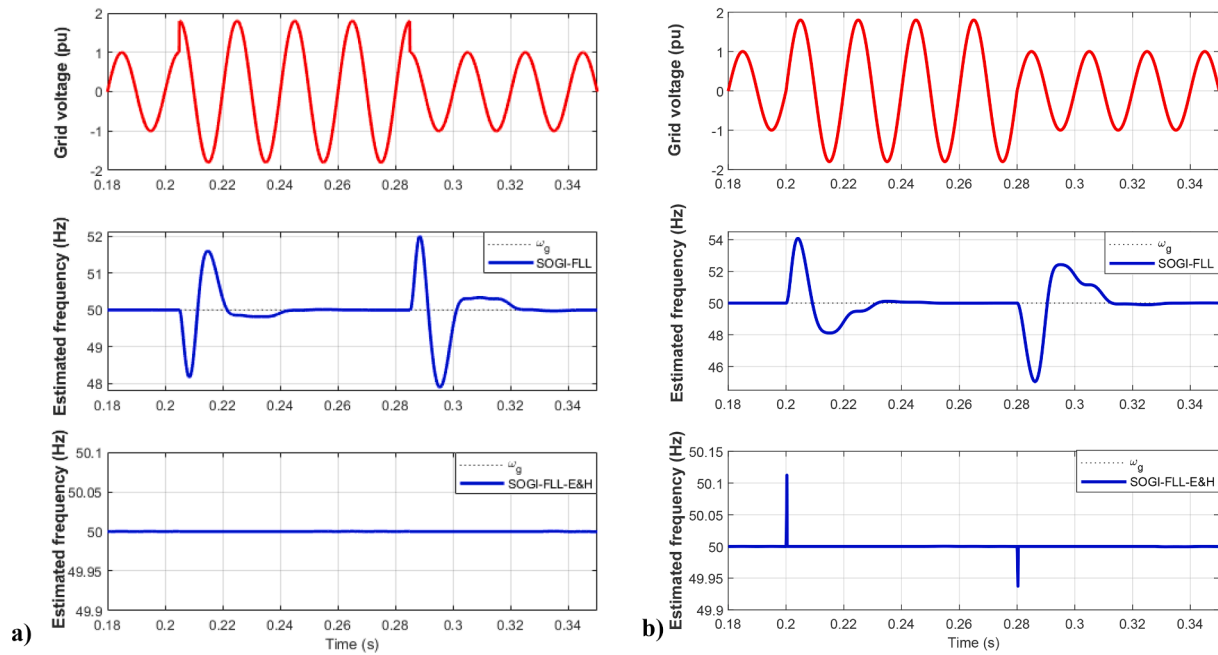 Grid voltage (pu)
2
1
0
-1
-2
0.18 0.2 0.22 0.24 0.26 0.28 0.3 0.32 0.34
Estimated frequency (Hz)
52
51
50
49
48
ω_g
SOGI-FLL
0.18 0.2 0.22 0.24 0.26 0.28 0.3 0.32 0.34
Estimated frequency (Hz)
50.1
50.05
50
49.95
49.9
ω_g
SOGI-FLL-E&H
0.18 0.2 0.22 0.24 0.26 0.28 0.3 0.32 0.34
Time (s)
a)
Grid voltage (pu)
2
1
0
-1
-2
0.18 0.2 0.22 0.24 0.26 0.28 0.3 0.32 0.34
Estimated frequency (Hz)
54
52
50
48
46
ω_g
SOGI-FLL
0.18 0.2 0.22 0.24 0.26 0.28 0.3 0.32 0.34
Estimated frequency (Hz)
50.15
50.1
50.05
50
49.95
49.9
ω_g
SOGI-FLL-E&H
0.18 0.2 0.22 0.24 0.26 0.28 0.3 0.32 0.34
Time (s)
b)